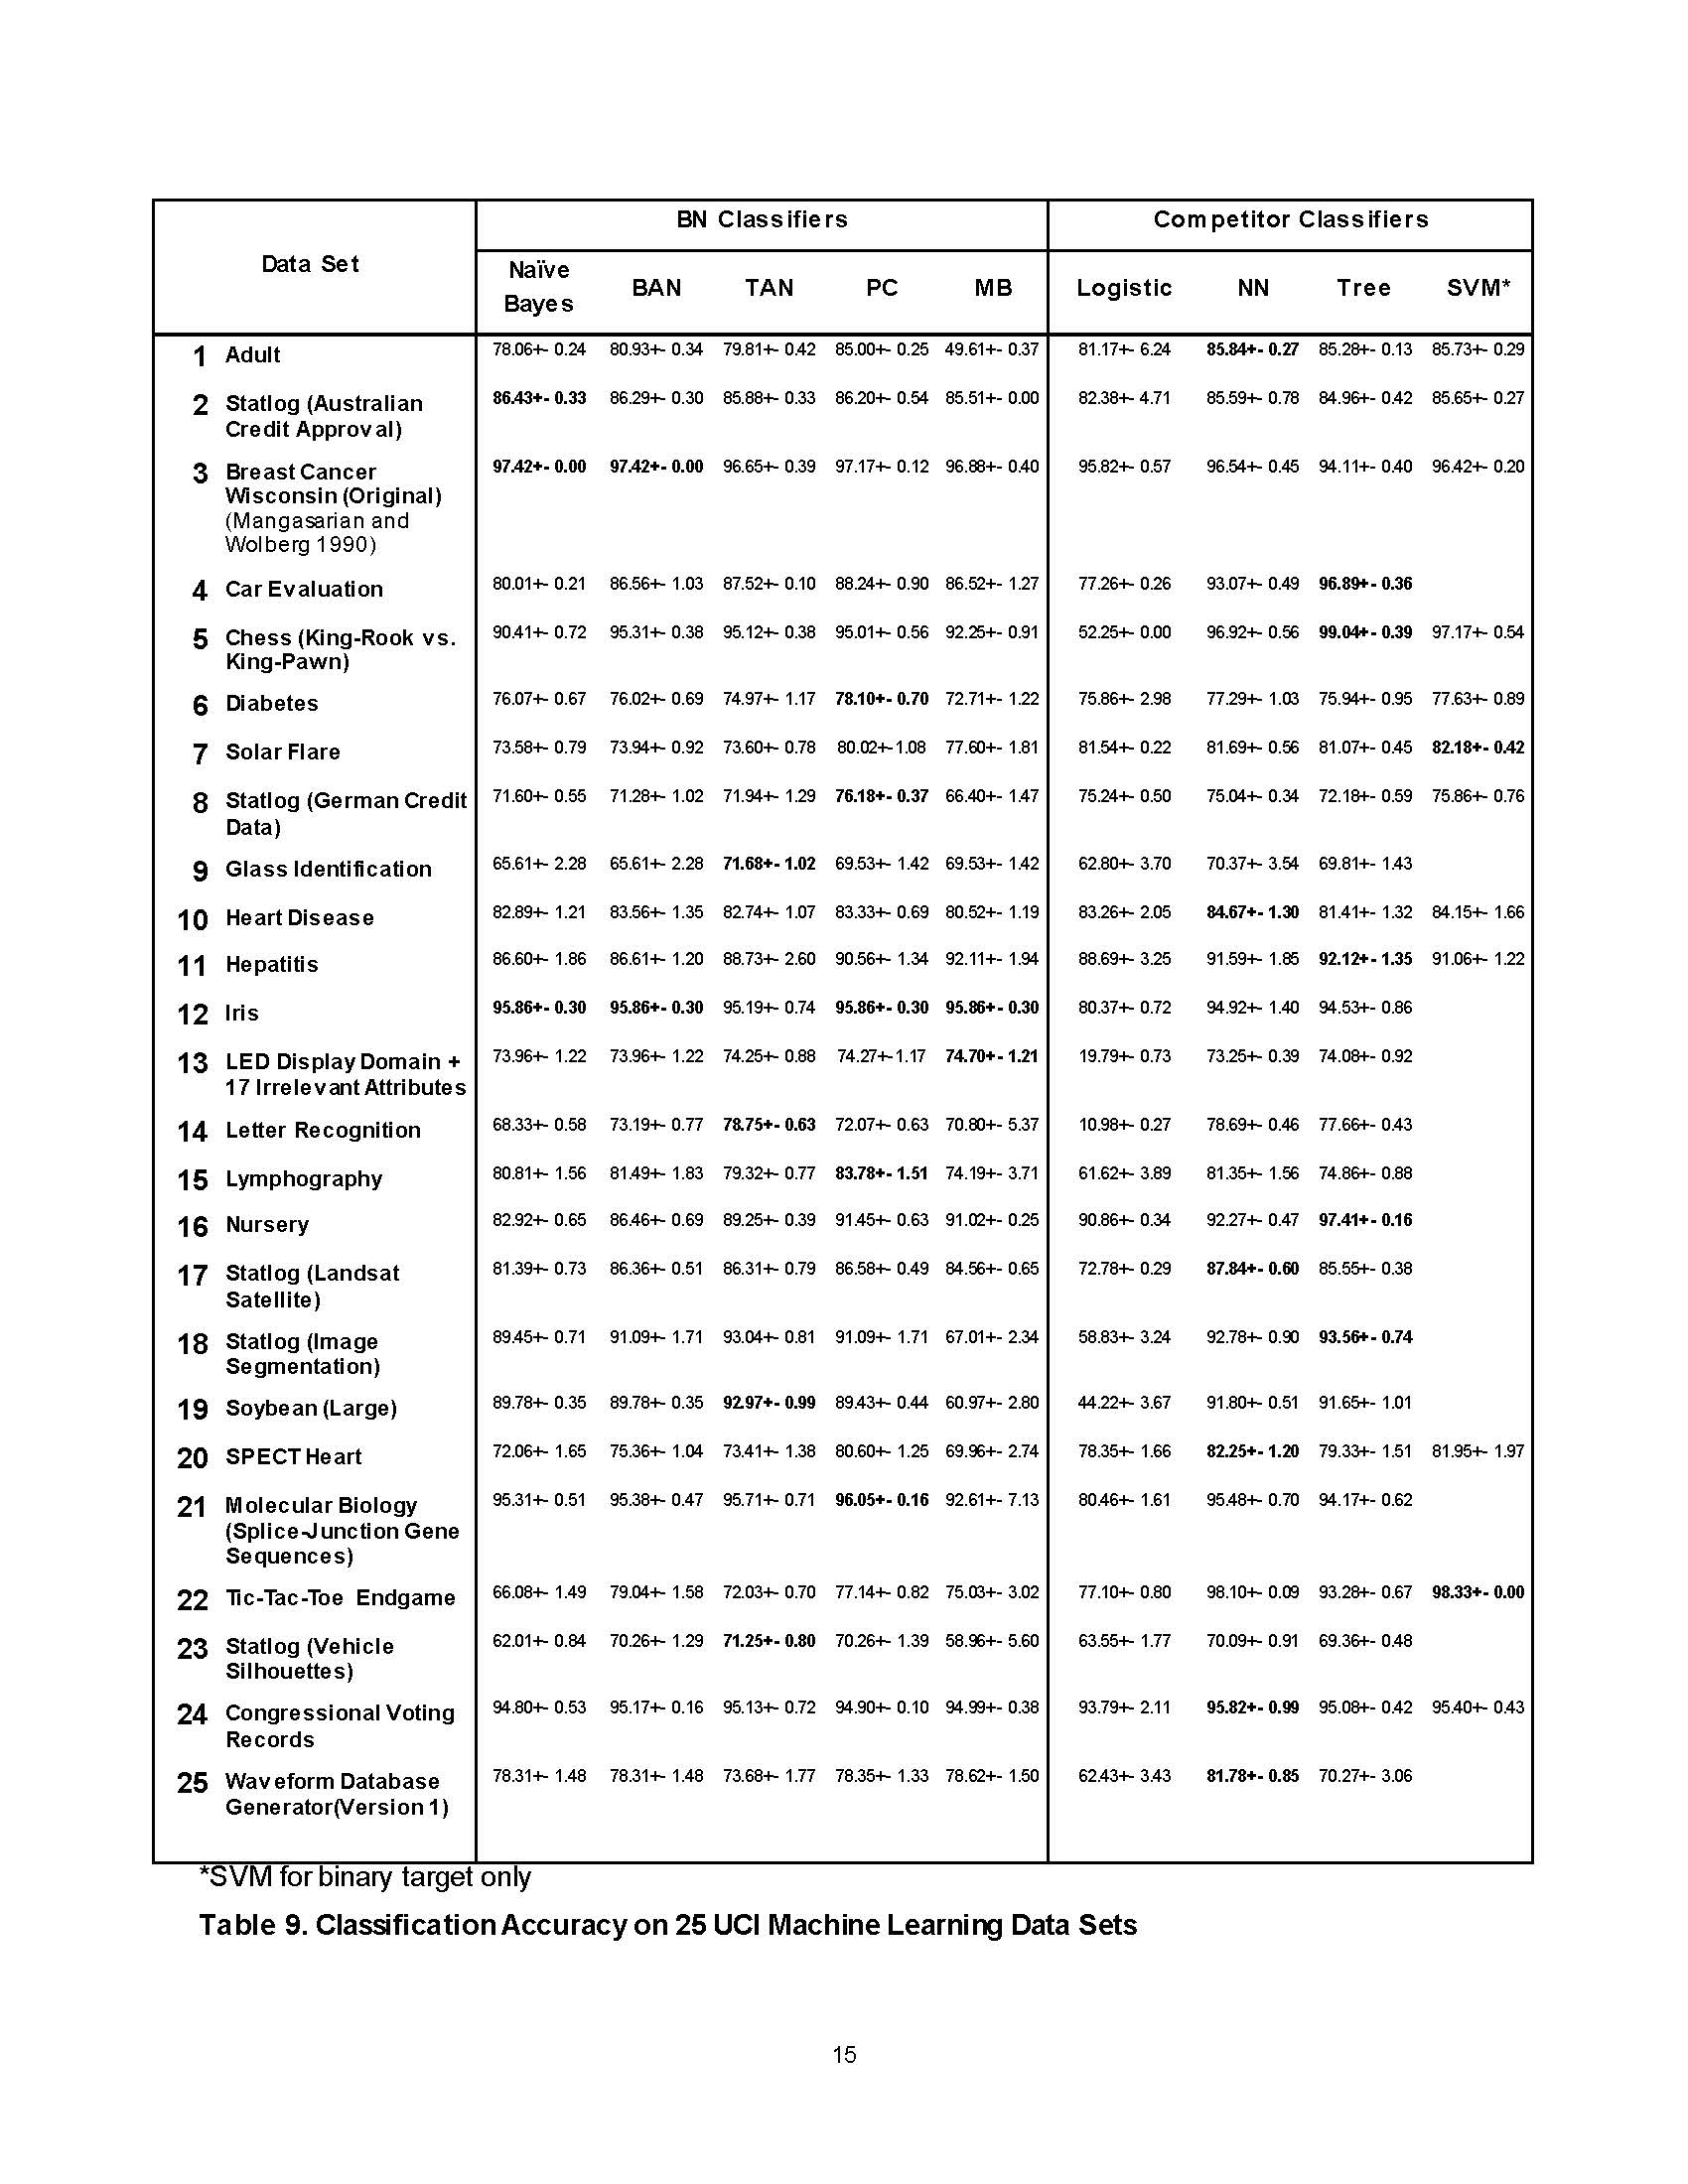 BN Classifiers Competitor Classifiers
Data Set
Naïve Bayes BAN TAN PC MB Logistic NN Tree SVM*
1 Adult 78.06+- 0.24 80.93+- 0.34 79.81+- 0.42 85.00+- 0.25 49.61+- 0.37 81.17+- 6.24 85.84+- 0.27 85.28+- 0.13 85.73+- 0.29
2 Statlog (Australian 86.43+- 0.33 86.29+- 0.30 85.88+- 0.33 86.20+- 0.54 85.51+- 0.00 82.38+- 4.71 85.59+- 0.78 84.96+- 0.42 85.65+- 0.27
Credit Approval)
3 Breast Cancer 97.42+- 0.00 97.42+- 0.00 96.65+- 0.39 97.17+- 0.12 96.88+- 0.40 95.82+- 0.57 96.54+- 0.45 94.11+- 0.40 96.42+- 0.20
Wisconsin (Original)
(Mangasarian and
Wolberg 1990)
4 Car Evaluation 80.01+- 0.21 86.56+- 1.03 87.52+- 0.10 88.24+- 0.90 86.52+- 1.27 77.26+- 0.26 93.07+- 0.49 96.89+- 0.36
5 Chess (King-Rook vs. 90.41+- 0.72 95.31+- 0.38 95.12+- 0.38 95.01+- 0.56 92.25+- 0.91 52.25+- 0.00 96.92+- 0.56 99.04+- 0.39 97.17+- 0.54
King-Pawn)
6 Diabetes 76.07+- 0.67 76.02+- 0.69 74.97+- 1.17 78.10+- 0.70 72.71+- 1.22 75.86+- 2.98 77.29+- 1.03 75.94+- 0.95 77.63+- 0.89
7 Solar Flare 73.58+- 0.79 73.94+- 0.92 73.60+- 0.78 80.02+-1.08 77.60+- 1.81 81.54+- 0.22 81.69+- 0.56 81.07+- 0.45 82.18+- 0.42
8 Statlog (German Credit 71.60+- 0.55 71.28+- 1.02 71.94+- 1.29 76.18+- 0.37 66.40+- 1.47 75.24+- 0.50 75.04+- 0.34 72.18+- 0.59 75.86+- 0.76
Data)
9 Glass Identification 65.61+- 2.28 65.61+- 2.28 71.68+- 1.02 69.53+- 1.42 69.53+- 1.42 62.80+- 3.70 70.37+- 3.54 69.81+- 1.43
10 Heart Disease 82.89+- 1.21 83.56+- 1.35 82.74+- 1.07 83.33+- 0.69 80.52+- 1.19 83.26+- 2.05 84.67+- 1.30 81.41+- 1.32 84.15+- 1.66
11 Hepatitis 86.60+- 1.86 86.61+- 1.20 88.73+- 2.60 90.56+- 1.34 92.11+- 1.94 88.69+- 3.25 91.59+- 1.85 92.12+- 1.35 91.06+- 1.22
12 Iris 95.86+- 0.30 95.86+- 0.30 95.19+- 0.74 95.86+- 0.30 95.86+- 0.30 80.37+- 0.72 94.92+- 1.40 94.53+- 0.86
13 LED Display Domain + 73.96+- 1.22 73.96+- 1.22 74.25+- 0.88 74.27+-1.17 74.70+- 1.21 19.79+- 0.73 73.25+- 0.39 74.08+- 0.92
17 Irrelevant Attributes
14 Letter Recognition 68.33+- 0.58 73.19+- 0.77 78.75+- 0.63 72.07+- 0.63 70.80+- 5.37 10.98+- 0.27 78.69+- 0.46 77.66+- 0.43
15 Lymphography 80.81+- 1.56 81.49+- 1.83 79.32+- 0.77 83.78+- 1.51 74.19+- 3.71 61.62+- 3.89 81.35+- 1.56 74.86+- 0.88
16 Nursery 82.92+- 0.65 86.46+- 0.69 89.25+- 0.39 91.45+- 0.63 91.02+- 0.25 90.86+- 0.34 92.27+- 0.47 97.41+- 0.16
17 Statlog (Landsat 81.39+- 0.73 86.36+- 0.51 86.31+- 0.79 86.58+- 0.49 84.56+- 0.65 72.78+- 0.29 87.84+- 0.60 85.55+- 0.38
Satellite)
18 Statlog (Image 89.45+- 0.71 91.09+- 1.71 93.04+- 0.81 91.09+- 1.71 67.01+- 2.34 58.83+- 3.24 92.78+- 0.90 93.56+- 0.74
Segmentation)
19 Soybean (Large) 89.78+- 0.35 89.78+- 0.35 92.97+- 0.99 89.43+- 0.44 60.97+- 2.80 44.22+- 3.67 91.80+- 0.51 91.65+- 1.01
20 SPECT Heart 72.06+- 1.65 75.36+- 1.04 73.41+- 1.38 80.60+- 1.25 69.96+- 2.74 78.35+- 1.66 82.25+- 1.20 79.33+- 1.51 81.95+- 1.97
21 Molecular Biology 95.31+- 0.51 95.38+- 0.47 95.71+- 0.71 96.05+- 0.16 92.61+- 7.13 80.46+- 1.61 95.48+- 0.70 94.17+- 0.62
(Splice-Junction Gene
Sequences)
22 Tic-Tac-Toe Endgame 66.08+- 1.49 79.04+- 1.58 72.03+- 0.70 77.14+- 0.82 75.03+- 3.02 77.10+- 0.80 98.10+- 0.09 93.28+- 0.67 98.33+- 0.00
23 Statlog (Vehicle 62.01+- 0.84 70.26+- 1.29 71.25+- 0.80 70.26+- 1.39 58.96+- 5.60 63.55+- 1.77 70.09+- 0.91 69.36+- 0.48
Silhouettes)
24 Congressional Voting 94.80+- 0.53 95.17+- 0.16 95.13+- 0.72 94.90+- 0.10 94.99+- 0.38 93.79+- 2.11 95.82+- 0.99 95.08+- 0.42 95.40+- 0.43
Records
25 Waveform Database 78.31+- 1.48 78.31+- 1.48 73.68+- 1.77 78.35+- 1.33 78.62+- 1.50 62.43+- 3.43 81.78+- 0.85 70.27+- 3.06
Generator(Version 1)
*SVM for binary target only
Table 9. Classification Accuracy on 25 UCI Machine Learning Data Sets
15